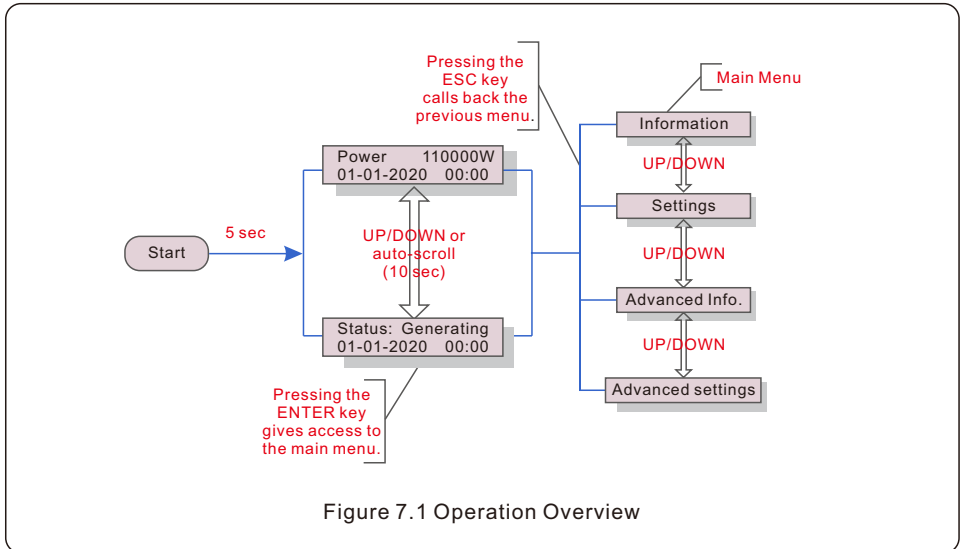 Pressing the
ESC key
calls back the
previous menu.
Main Menu
Information
UP/DOWN
Settings
UP/DOWN
Advanced Info.
UP/DOWN
Advanced settings
Power 110000W
01-01-2020 00:00
5 sec
Start
UP/DOWN or
auto-scroll
(10 sec)
Status: Generating
01-01-2020 00:00
Pressing the
ENTER key
gives access to
the main menu.
Figure 7.1 Operation Overview